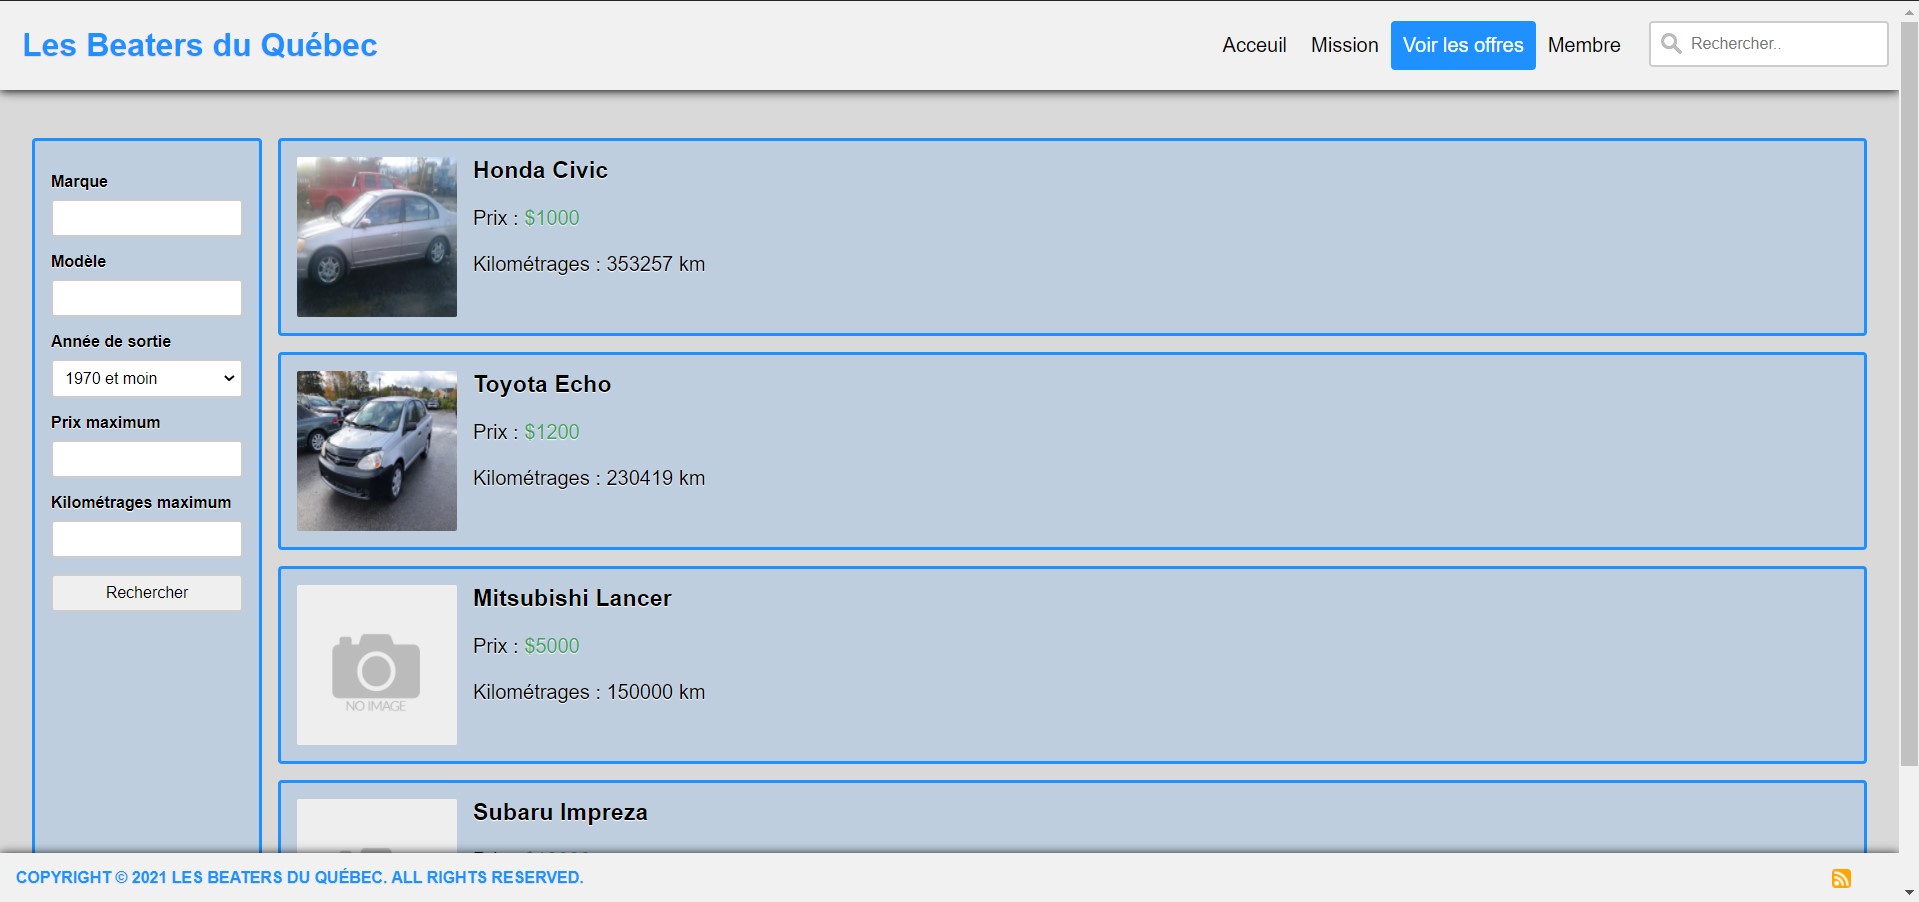 Les Beaters du Québec
Acceuil Mission Voir les offres Membre Rechercher..
Marque
Modèle
Année de sortie
1970 et moin
Prix maximum
Kilométrages maximum
Rechercher
Honda Civic
Prix : $1000
Kilométrages : 353257 km
Toyota Echo
Prix : $1200
Kilométrages : 230419 km
Mitsubishi Lancer
Prix : $5000
Kilométrages : 150000 km
NO IMAGE
Subaru Impreza
COPYRIGHT © 2021 LES BEATERS DU QUÉBEC. ALL RIGHTS RESERVED.